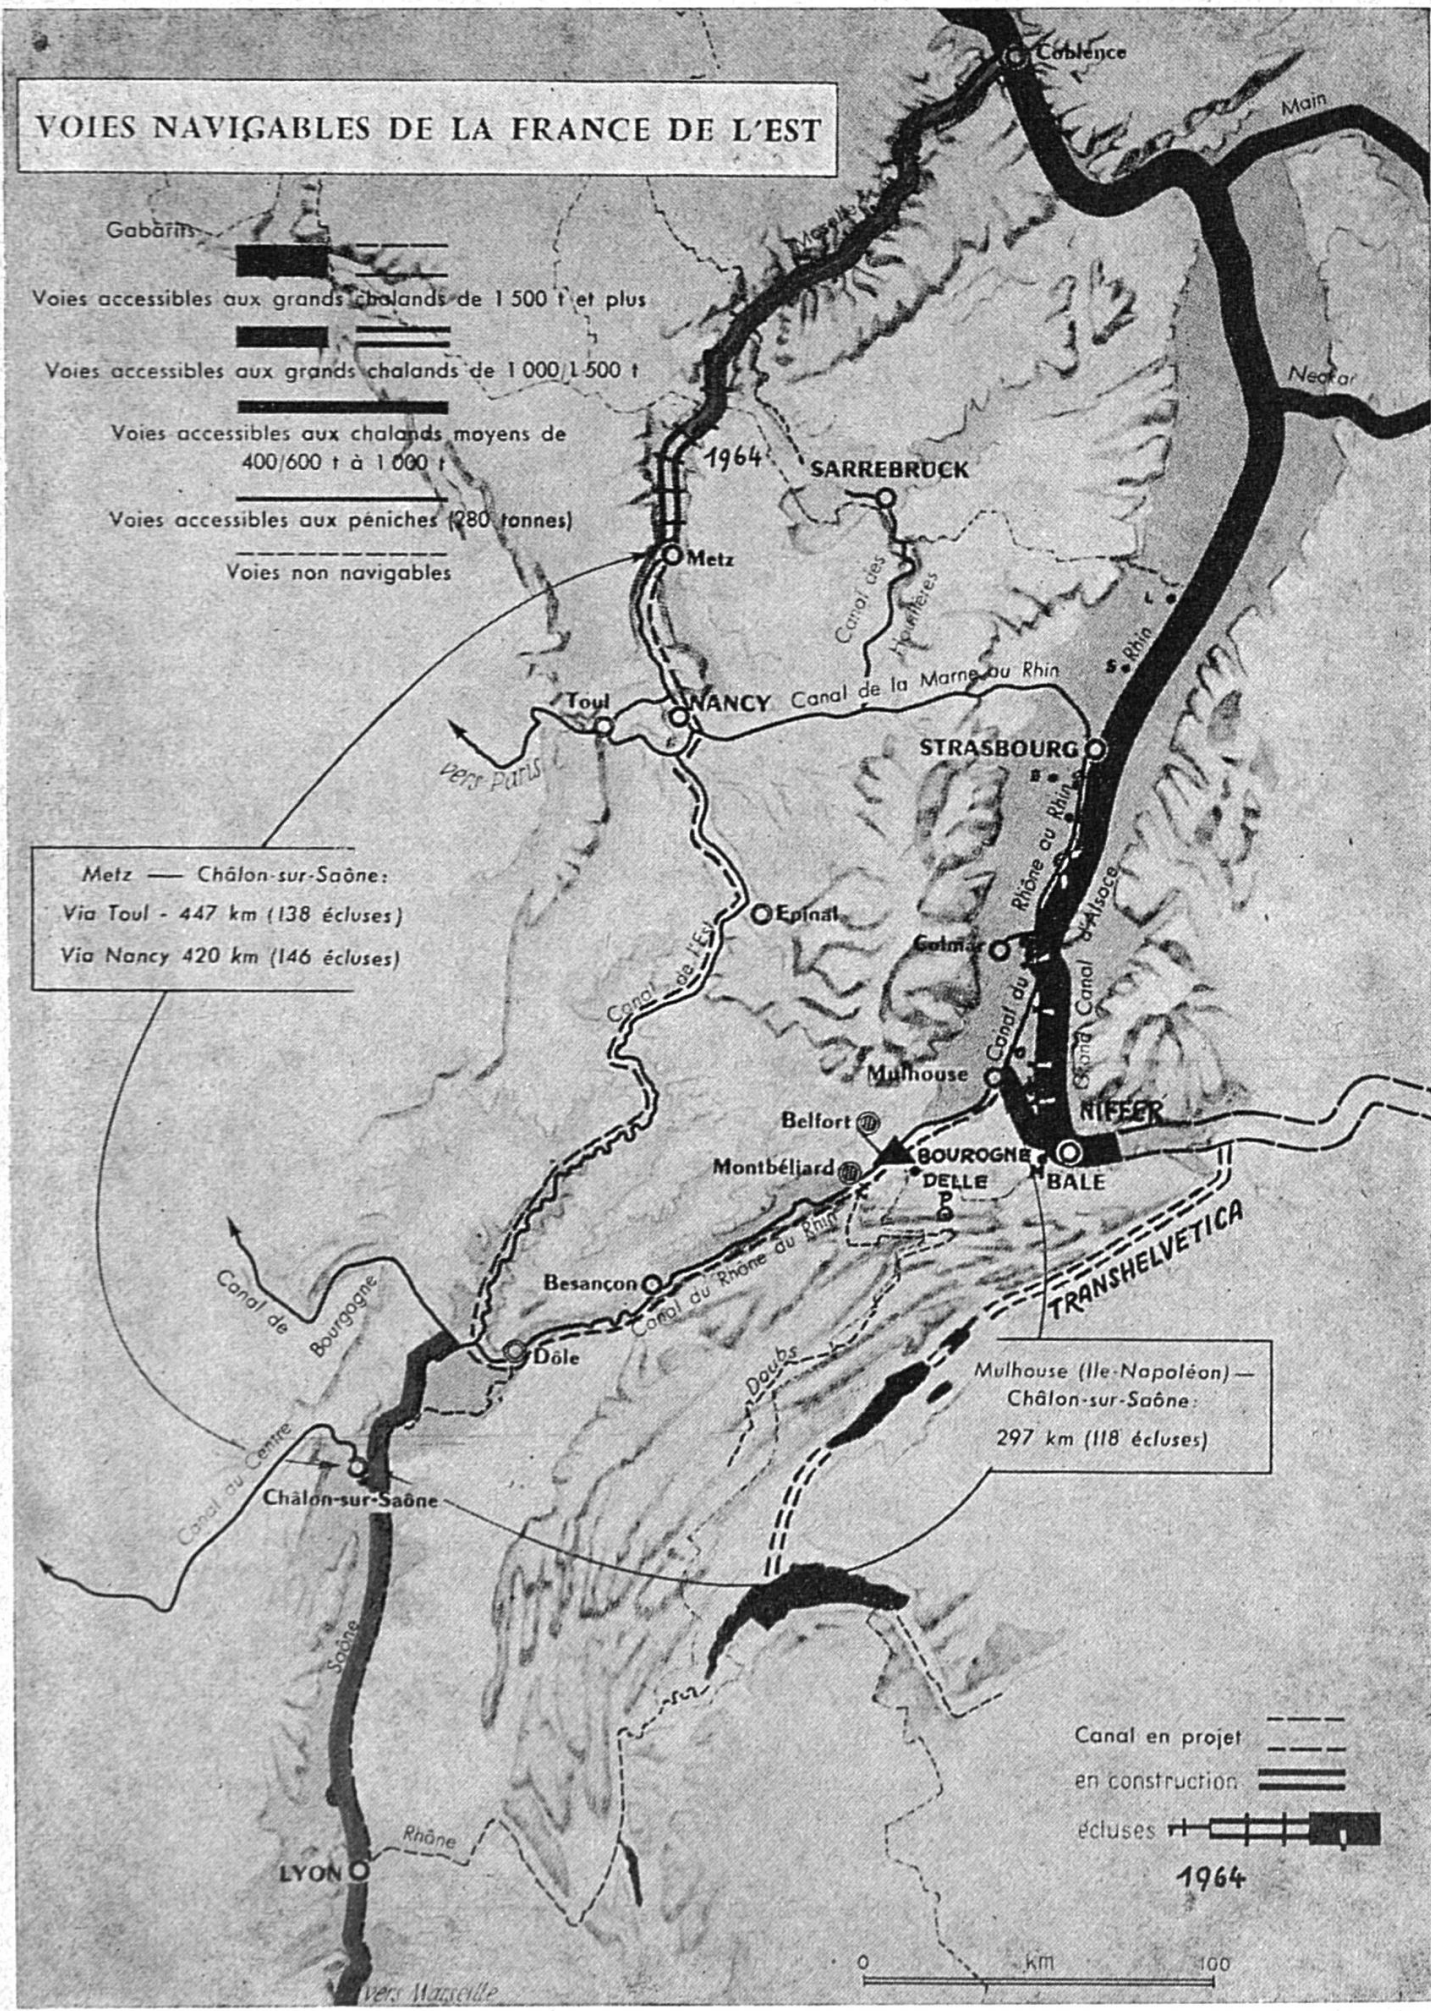 Coblence
VOIES NAVIGABLES DE LA FRANCE DE L'EST
Main
Gabarits
Moselle
Voies accessibles aux grands chalands de 1 500 t et plus
Voies accessibles aux grands chalands de 1 000/1 500 t
Neckar
Voies accessibles aux chalands moyens de
400/600 t à 1 000 t
1964
SARREBRUCK
Voies accessibles aux péniches (280 tonnes)
Metz
Voies non navigables
Canal des
Houillères
L
Rhin
S
Toul
NANCY
Canal de la Marne au Rhin
STRASBOURG
vers Paris
B
Rhône au Rhin
Metz — Châlon-sur-Saône:
Via Toul - 447 km (138 écluses)
Via Nancy 420 km (146 écluses)
d'Alsace
Epinal
Colmar
Canal de l'Est
Canal du
Grand Canal
Mulhouse
NIFFER
Belfort
BOUROGNE
Montbéliard
DELLE
N
BALE
P
TRANSHELVETICA
Besançon
Canal du Rhône au Rhin
Canal de
Bourgogne
Dôle
Doubs
Mulhouse (Ile-Napoléon) —
Châlon-sur-Saône:
297 km (118 écluses)
Canal du Centre
Châlon-sur-Saône
Saône
Canal en projet
en construction
écluses
1964
Rhône
LYON
0 km 100
vers Marseille